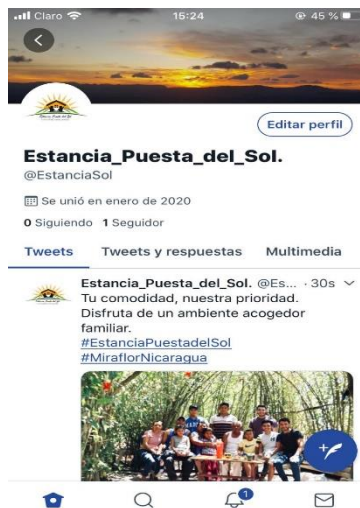 Claro 15:24 45 %
Editar perfil
Estancia_Puesta_del_Sol.
@EstanciaSol
Se unió en enero de 2020
0 Siguiendo 1 Seguidor
Tweets Tweets y respuestas Multimedia
Estancia_Puesta_del_Sol. @Es... · 30s
Tu comodidad, nuestra prioridad.
Disfruta de un ambiente acogedor
familiar.
#EstanciaPuestadelSol
#MiraflorNicaragua
1